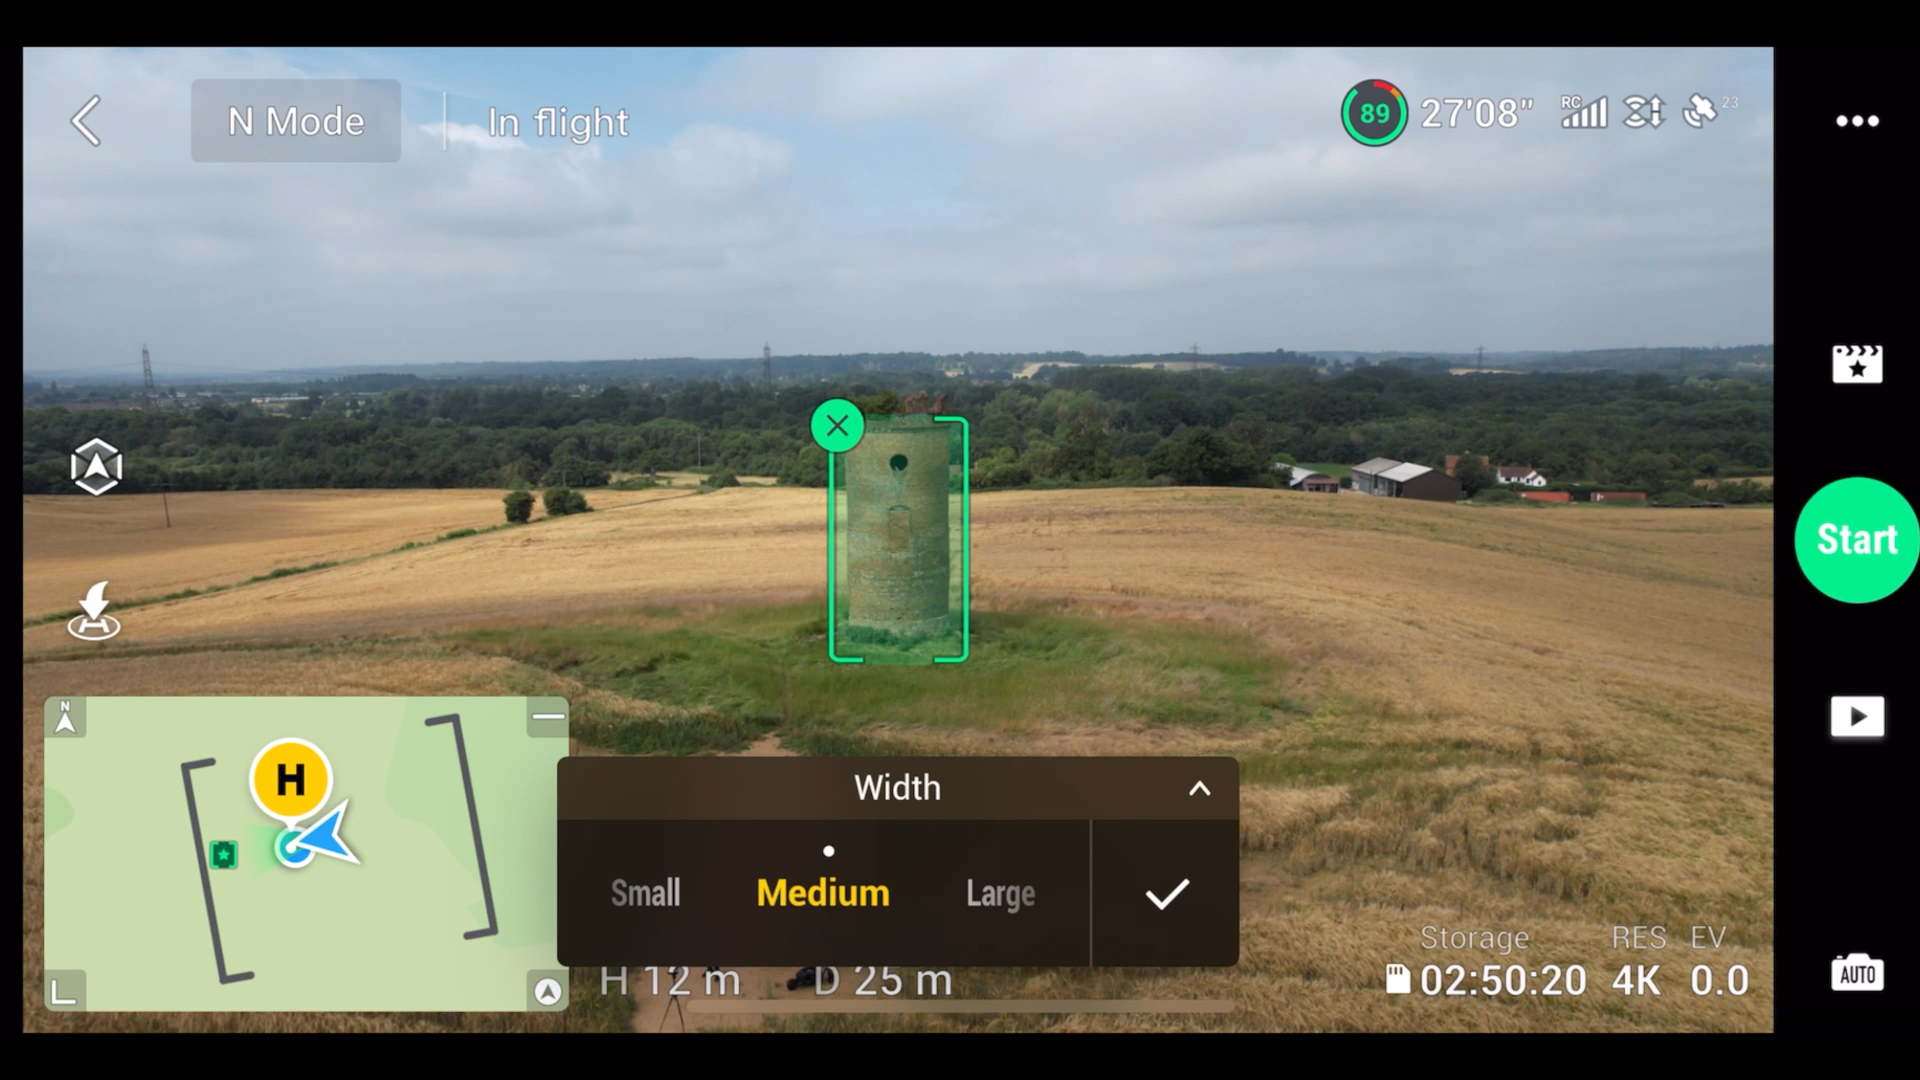 N Mode
In flight
89
27'08"
RC
23
Start
N
H
Width
Small
Medium
Large
H 12 m
D 25 m
Storage
RES
EV
02:50:20
4K
0.0
AUTO